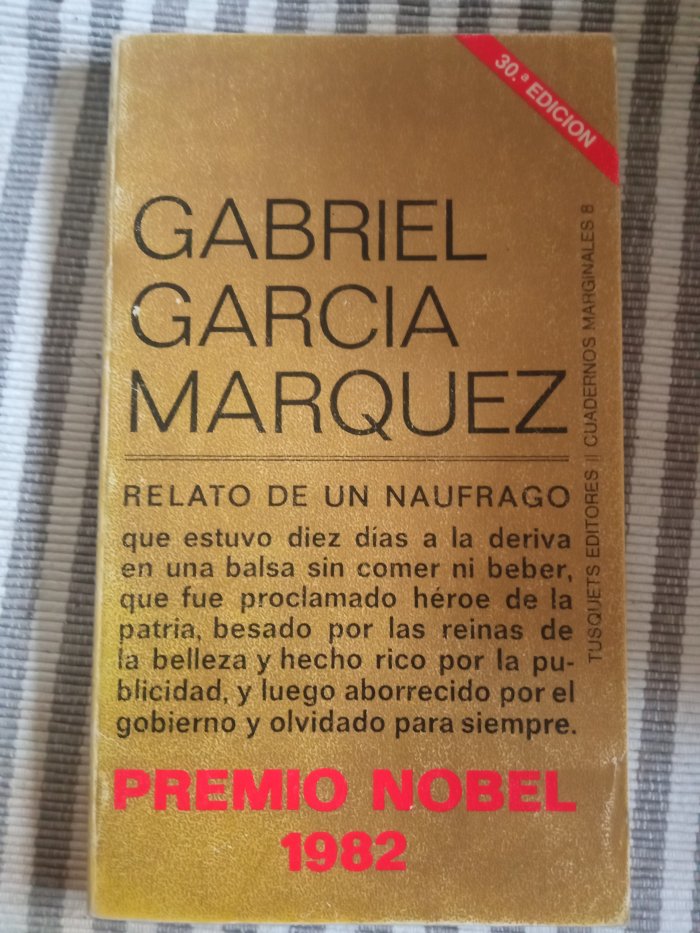 30.ª EDICION
GABRIEL
GARCIA
MARQUEZ
RELATO DE UN NAUFRAGO
que estuvo diez días a la deriva
en una balsa sin comer ni beber,
que fue proclamado héroe de la
patria, besado por las reinas de
la belleza y hecho rico por la pu-
blicidad, y luego aborrecido por el
gobierno y olvidado para siempre.
PREMIO NOBEL
1982
TUSQUETS EDITORES || CUADERNOS MARGINALES 8